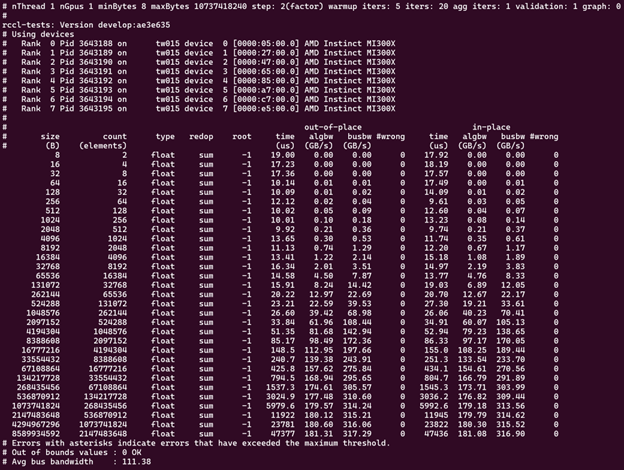 # nThread 1 nGpus 1 minBytes 8 maxBytes 10737418240 step: 2(factor) warmup iters: 5 iters: 20 agg iters: 1 validation: 1 graph: 0
#
rccl-tests: Version develop:ae3e635
# Using devices
#   Rank  0 Pid 3643188 on      tw015 device  0 [0000:05:00.0] AMD Instinct MI300X
#   Rank  1 Pid 3643189 on      tw015 device  1 [0000:27:00.0] AMD Instinct MI300X
#   Rank  2 Pid 3643190 on      tw015 device  2 [0000:47:00.0] AMD Instinct MI300X
#   Rank  3 Pid 3643191 on      tw015 device  3 [0000:65:00.0] AMD Instinct MI300X
#   Rank  4 Pid 3643192 on      tw015 device  4 [0000:85:00.0] AMD Instinct MI300X
#   Rank  5 Pid 3643193 on      tw015 device  5 [0000:a7:00.0] AMD Instinct MI300X
#   Rank  6 Pid 3643194 on      tw015 device  6 [0000:c7:00.0] AMD Instinct MI300X
#   Rank  7 Pid 3643195 on      tw015 device  7 [0000:e5:00.0] AMD Instinct MI300X
#
# out-of-place in-place
# size count type redop root time algbw busbw #wrong time algbw busbw #wrong
# (B) (elements) (us) (GB/s) (GB/s) (us) (GB/s) (GB/s)
8 2 float sum -1 19.00 0.00 0.00 0 17.92 0.00 0.00 0
16 4 float sum -1 17.23 0.00 0.00 0 18.19 0.00 0.00 0
32 8 float sum -1 17.36 0.00 0.00 0 17.57 0.00 0.00 0
64 16 float sum -1 10.14 0.01 0.01 0 17.49 0.00 0.01 0
128 32 float sum -1 10.09 0.01 0.02 0 14.09 0.01 0.02 0
256 64 float sum -1 12.12 0.02 0.04 0 9.61 0.03 0.05 0
512 128 float sum -1 10.02 0.05 0.09 0 12.60 0.04 0.07 0
1024 256 float sum -1 10.01 0.10 0.18 0 13.23 0.08 0.14 0
2048 512 float sum -1 9.92 0.21 0.36 0 9.74 0.21 0.37 0
4096 1024 float sum -1 13.65 0.30 0.53 0 11.74 0.35 0.61 0
8192 2048 float sum -1 11.13 0.74 1.29 0 12.20 0.67 1.17 0
16384 4096 float sum -1 13.41 1.22 2.14 0 15.18 1.08 1.89 0
32768 8192 float sum -1 16.34 2.01 3.51 0 14.97 2.19 3.83 0
65536 16384 float sum -1 14.58 4.50 7.87 0 13.77 4.76 8.33 0
131072 32768 float sum -1 15.91 8.24 14.42 0 19.03 6.89 12.05 0
262144 65536 float sum -1 20.22 12.97 22.69 0 20.70 12.67 22.17 0
524288 131072 float sum -1 23.21 22.59 39.53 0 27.30 19.21 33.61 0
1048576 262144 float sum -1 26.60 39.42 68.98 0 26.06 40.23 70.41 0
2097152 524288 float sum -1 33.84 61.96 108.44 0 34.91 60.07 105.13 0
4194304 1048576 float sum -1 51.35 81.68 142.94 0 52.94 79.23 138.65 0
8388608 2097152 float sum -1 85.17 98.49 172.36 0 86.33 97.17 170.05 0
16777216 4194304 float sum -1 148.5 112.95 197.66 0 155.0 108.25 189.44 0
33554432 8388608 float sum -1 240.7 139.38 243.91 0 251.3 133.54 233.70 0
67108864 16777216 float sum -1 425.8 157.62 275.84 0 434.1 154.61 270.56 0
134217728 33554432 float sum -1 794.5 168.94 295.65 0 804.7 166.79 291.89 0
268435456 67108864 float sum -1 1537.3 174.61 305.57 0 1545.3 173.71 303.99 0
536870912 134217728 float sum -1 3024.9 177.48 310.60 0 3036.2 176.82 309.44 0
1073741824 268435456 float sum -1 5979.6 179.57 314.24 0 5992.6 179.18 313.56 0
2147483648 536870912 float sum -1 11922 180.12 315.21 0 11945 179.79 314.62 0
4294967296 1073741824 float sum -1 23781 180.60 316.06 0 23822 180.30 315.52 0
8589934592 2147483648 float sum -1 47377 181.31 317.29 0 47436 181.08 316.90 0
# Errors with asterisks indicate errors that have exceeded the maximum threshold.
# Out of bounds values : 0 OK
# Avg bus bandwidth    : 111.38